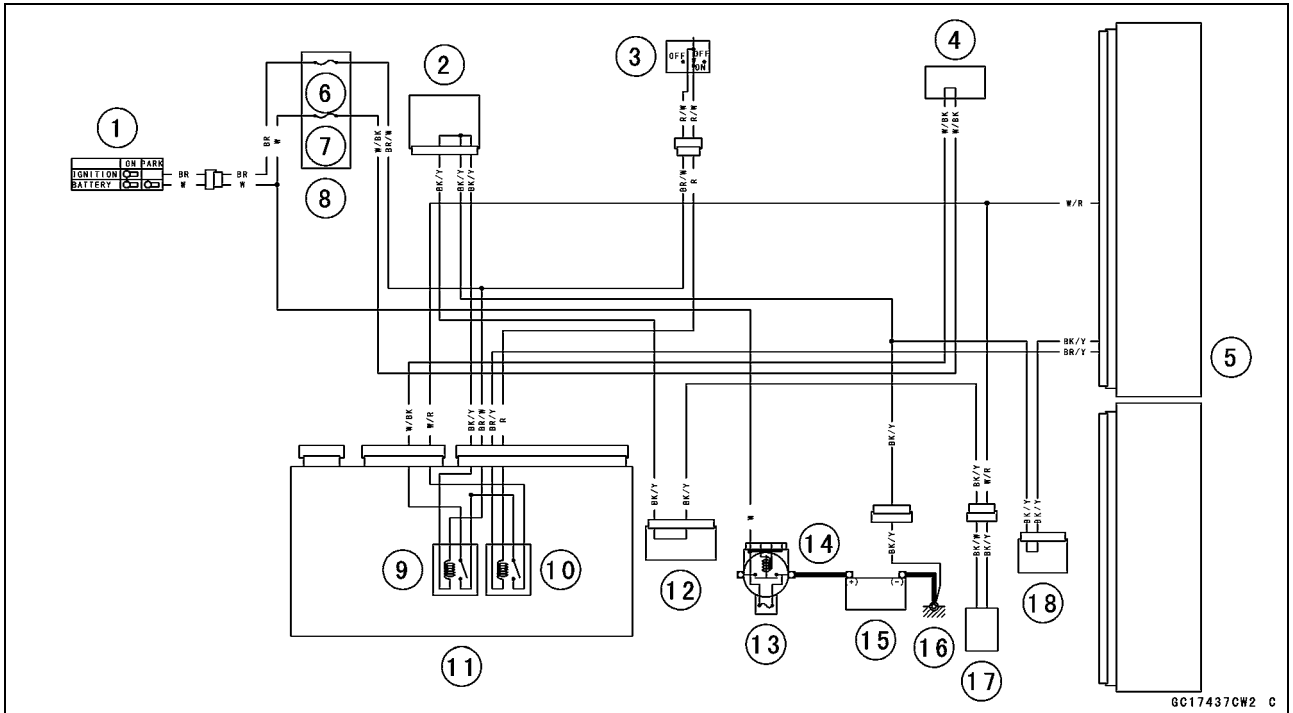 1
ON PARK
IGNITION
BATTERY
BR
W
BR
W
BR
W
6
7
8
W/BK
BR/W
2
BK/Y
BK/Y
BK/Y
3
OFF
OFF
ON
R/W
R/W
BR/W
R
4
W/BK
W/BK
W/R
BK/Y
BR/Y
5
W/BK
W/R
BK/Y
BR/W
BR/Y
R
9
10
11
BK/Y
BK/Y
12
W
14
13
(+)
(-)
15
BK/Y
BK/Y
16
BK/Y
W/R
BK/W
BK/Y
17
BK/Y
BK/Y
18
GC17437CW2 C